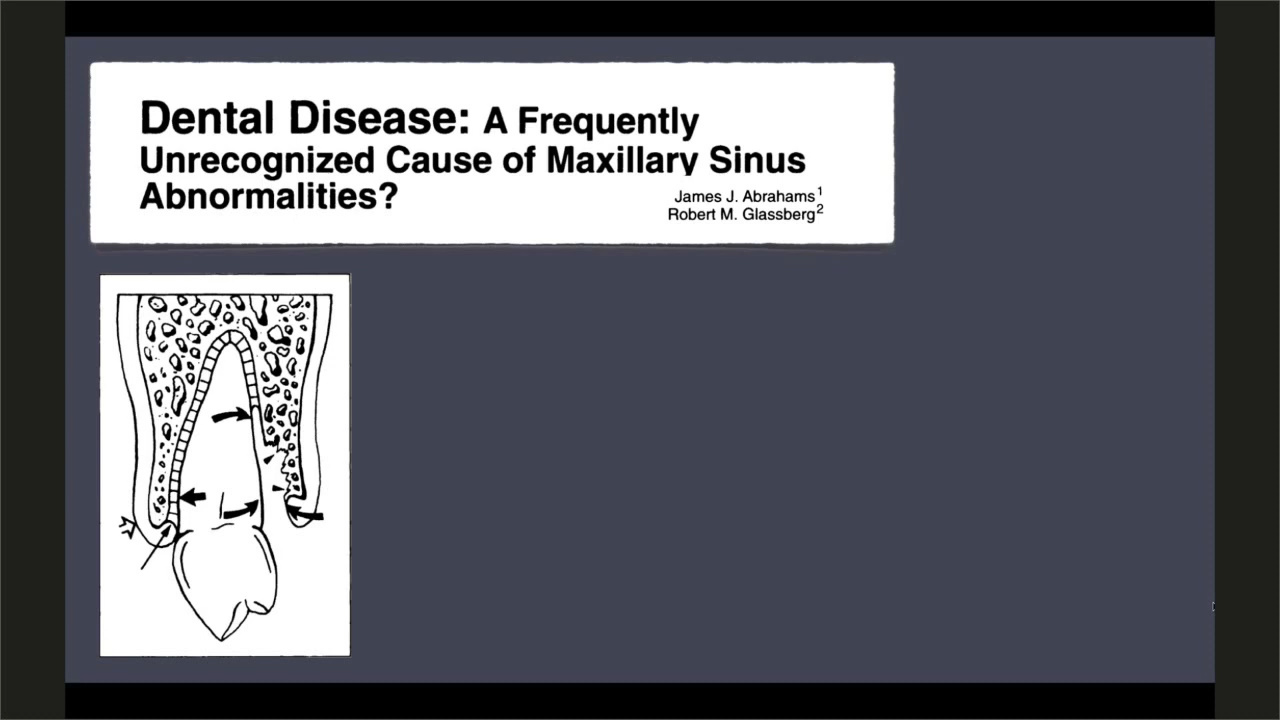 Dental Disease: A Frequently
Unrecognized Cause of Maxillary Sinus
Abnormalities?
James J. Abrahams1
Robert M. Glassberg2